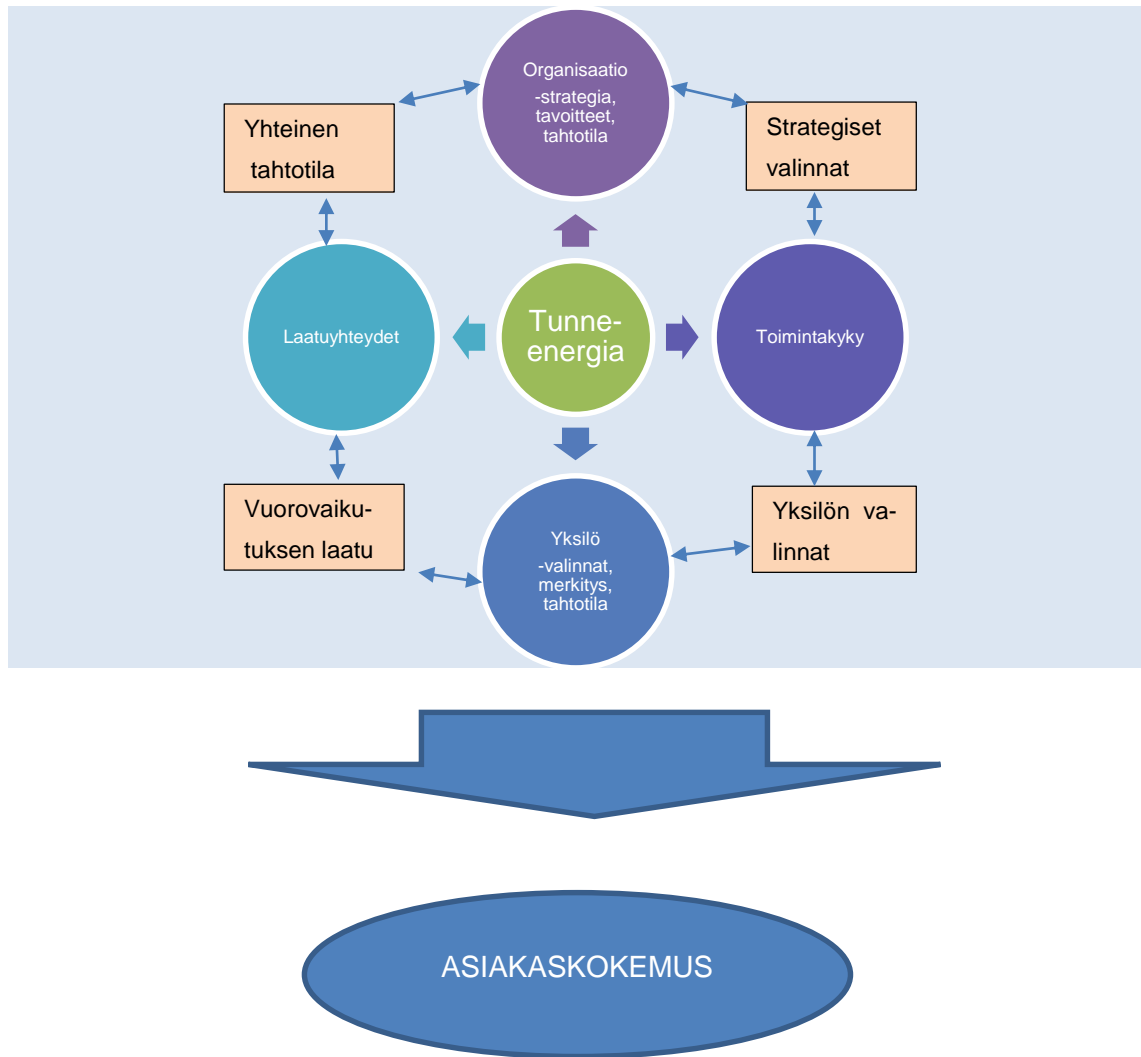 Organisaatio
-strategia,
tavoitteet,
tahtotila
Yhteinen
tahtotila
Strategiset
valinnat
Laatuyhteydet
Tunne-
energia
Toimintakyky
Vuorovaiku-
tuksen laatu
Yksilö
-valinnat,
merkitys,
tahtotila
Yksilön va-
linnat
ASIAKASKOKEMUS